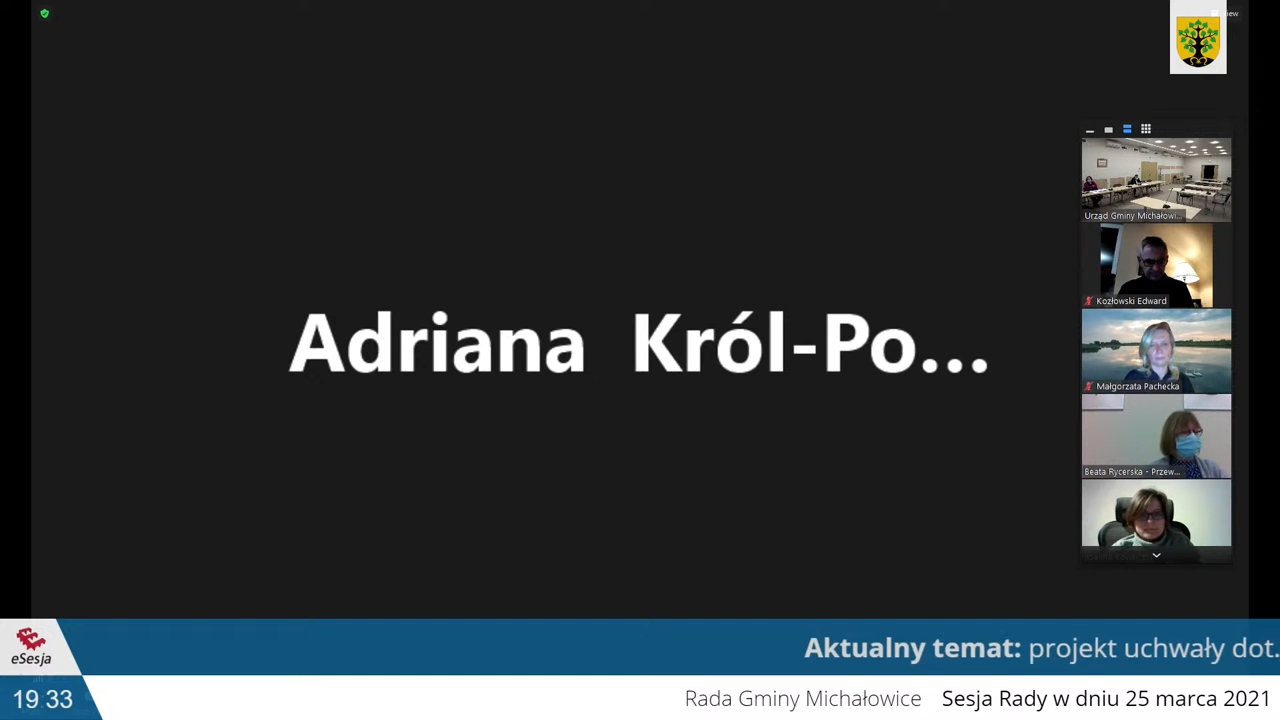 View
Urząd Gminy Michałowi...
Kozłowski Edward
Małgorzata Pachecka
Beata Rycerska - Przew...
Adriana Król-Po...
Aktualny temat: projekt uchwały dot.
eSesja
19:33
Rada Gminy Michałowice Sesja Rady w dniu 25 marca 2021